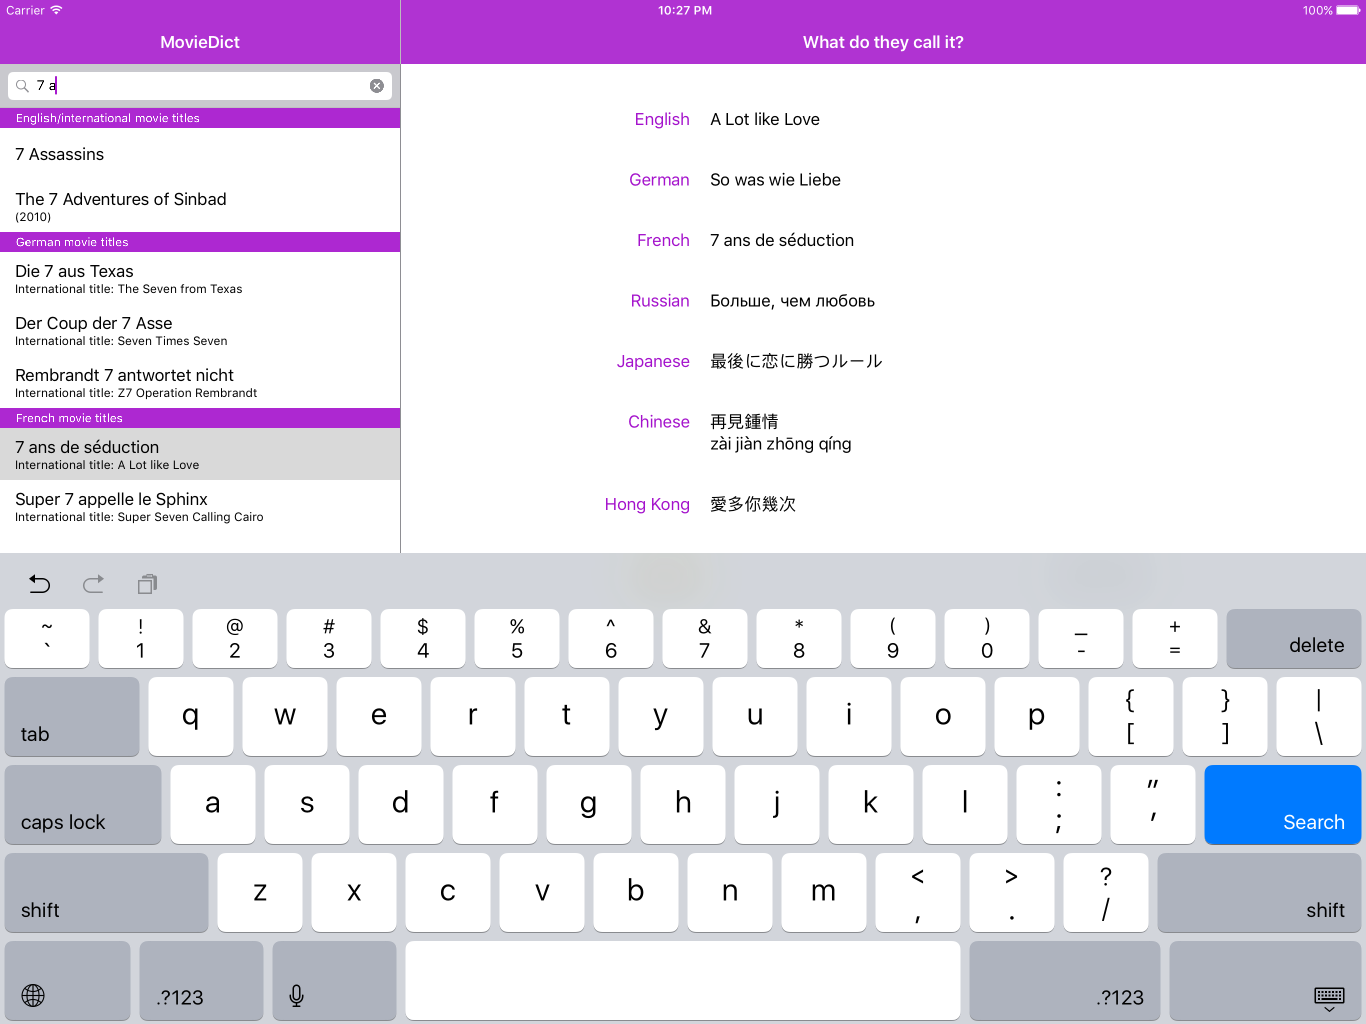 Carrier
10:27 PM
100%
MovieDict
What do they call it?
7 a
English/international movie titles
7 Assassins
The 7 Adventures of Sinbad
(2010)
German movie titles
Die 7 aus Texas
International title: The Seven from Texas
Der Coup der 7 Asse
International title: Seven Times Seven
Rembrandt 7 antwortet nicht
International title: Z7 Operation Rembrandt
French movie titles
7 ans de séduction
International title: A Lot like Love
Super 7 appelle le Sphinx
International title: Super Seven Calling Cairo
English A Lot like Love
German So was wie Liebe
French 7 ans de séduction
Russian Больше, чем любовь
Japanese 最後に恋に勝つルール
Chinese 再見鍾情
zài jiàn zhōng qíng
Hong Kong 愛多你幾次
~ ! @ # $ % ^ & * ( ) _ +
` 1 2 3 4 5 6 7 8 9 0 - = delete
tab q w e r t y u i o p { } |
[ ] \
caps lock a s d f g h j k l : "
; ' Search
shift z x c v b n m < > ?
, . / shift
.?123 .?123